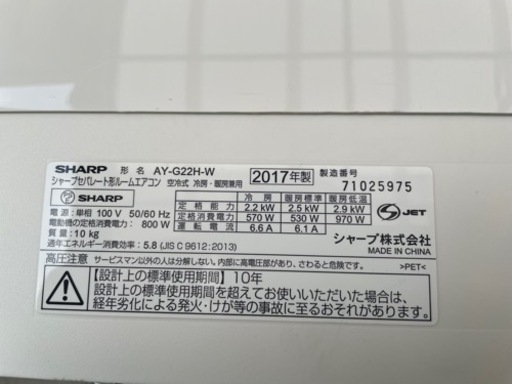 SHARP 形名 AY-G22H-W 2017年製 製造番号
シャープセパレート形ルームエアコン 空冷式 冷房・暖房兼用 71025975
SHARP
電源:単相 100 V 50/60 Hz
電動機の定格消費電力: 800 W
質量:10 kg
冷房 暖房標準 暖房低温
定格能力 2.2 kW 2.5 kW 2.9 kW
定格消費電力 570 W 530 W 970 W
運転電流 6.6 A 6.1 A
JET
通年エネルギー消費効率: 5.8 (JIS C 9612:2013)
シャープ株式会社
MADE IN CHINA
高圧注意 サービスマン以外の人は分解しない。内部に高電圧部があり、さわると危険です。
>PET<
【設計上の標準使用期間】10年
設計上の標準使用期間を超えてお使いいただいた場合は、
経年劣化による発火・けが等の事故に至るおそれがあります。